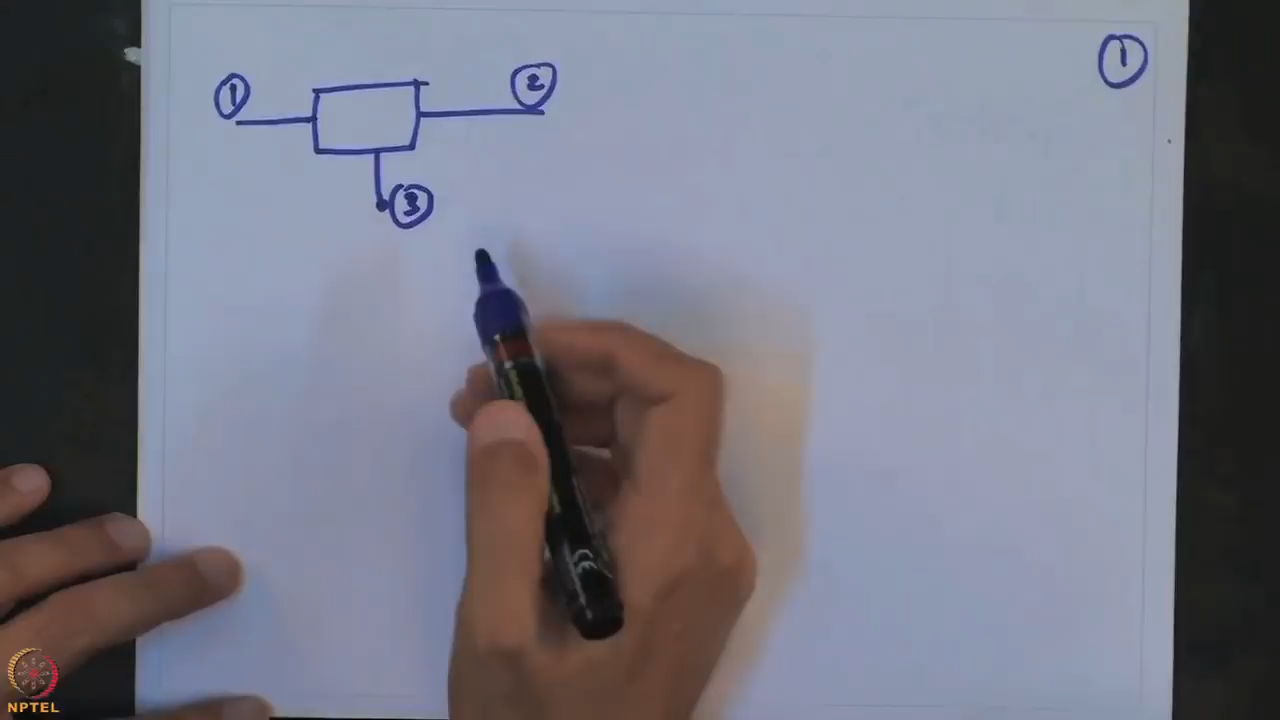 ①
① ②
③
NPTEL